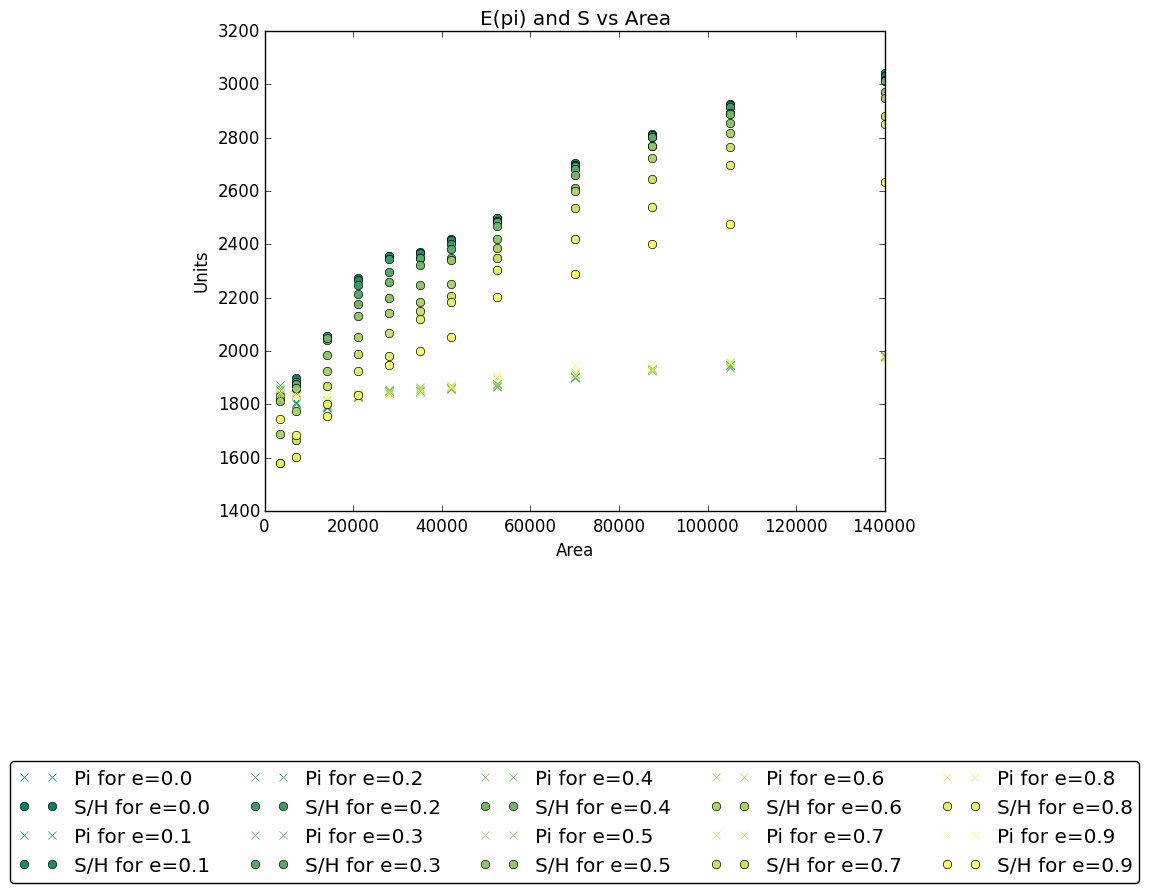 E(pi) and S vs Area
3200
3000
2800
2600
2400
2200
2000
1800
1600
1400
Units
0 20000 40000 60000 80000 100000 120000 140000
Area
Pi for e=0.0 Pi for e=0.2 Pi for e=0.4 Pi for e=0.6 Pi for e=0.8
S/H for e=0.0 S/H for e=0.2 S/H for e=0.4 S/H for e=0.6 S/H for e=0.8
Pi for e=0.1 Pi for e=0.3 Pi for e=0.5 Pi for e=0.7 Pi for e=0.9
S/H for e=0.1 S/H for e=0.3 S/H for e=0.5 S/H for e=0.7 S/H for e=0.9